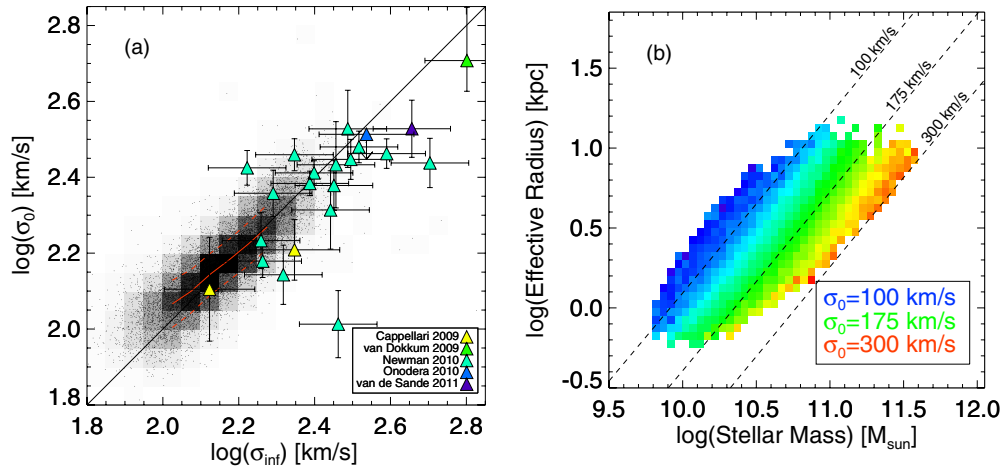 (a)
2.8
2.6
2.4
2.2
2.0
1.8
log(σ0) [km/s]
1.8 2.0 2.2 2.4 2.6 2.8
log(σinf) [km/s]
Cappellari 2009
van Dokkum 2009
Newman 2010
Onodera 2010
van de Sande 2011
(b)
1.5
1.0
0.5
0.0
-0.5
log(Effective Radius) [kpc]
100 km/s
175 km/s
300 km/s
σ0=100 km/s
σ0=175 km/s
σ0=300 km/s
9.5 10.0 10.5 11.0 11.5 12.0
log(Stellar Mass) [Msun]